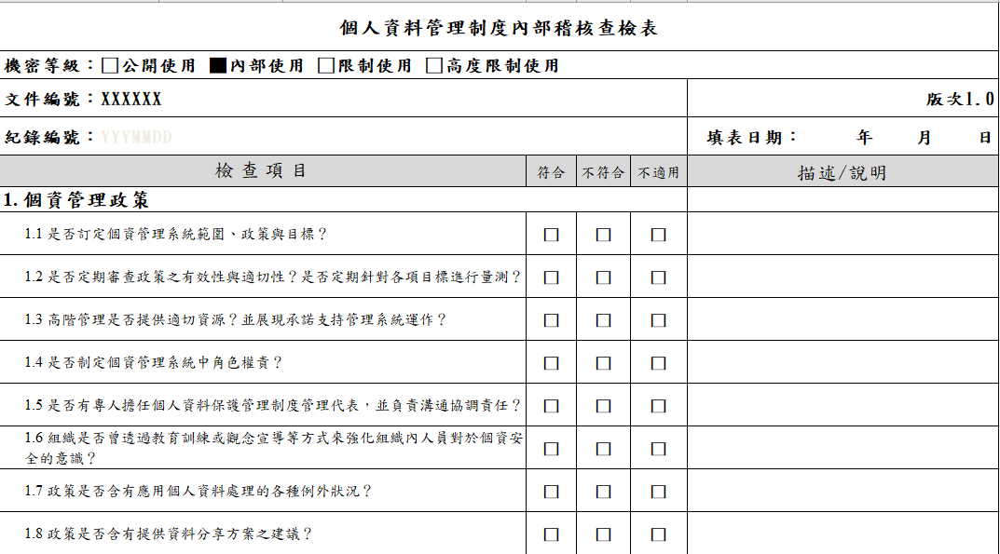 個人資料管理制度內部稽核查檢表
機密等級：□公開使用 ■內部使用 □限制使用 □高度限制使用
文件編號：XXXXXX 版次1.0
紀錄編號：YYYMMDD 填表日期： 年 月 日
檢 查 項 目 符合 不符合 不適用 描述/說明
1.個資管理政策
1.1 是否訂定個資管理系統範圍、政策與目標？ □ □ □
1.2 是否定期審查政策之有效性與適切性？是否定期針對各項目標進行量測？ □ □ □
1.3 高階管理是否提供適切資源？並展現承諾支持管理系統運作？ □ □ □
1.4 是否制定個資管理系統中角色權責？ □ □ □
1.5 是否有專人擔任個人資料保護管理制度管理代表，並負責溝通協調責任？ □ □ □
1.6 組織是否曾透過教育訓練或觀念宣導等方式來強化組織內人員對於個資安
全的意識？ □ □ □
1.7 政策是否含有應用個人資料處理的各種例外狀況？ □ □ □
1.8 政策是否含有提供資料分享方案之建議？ □ □ □